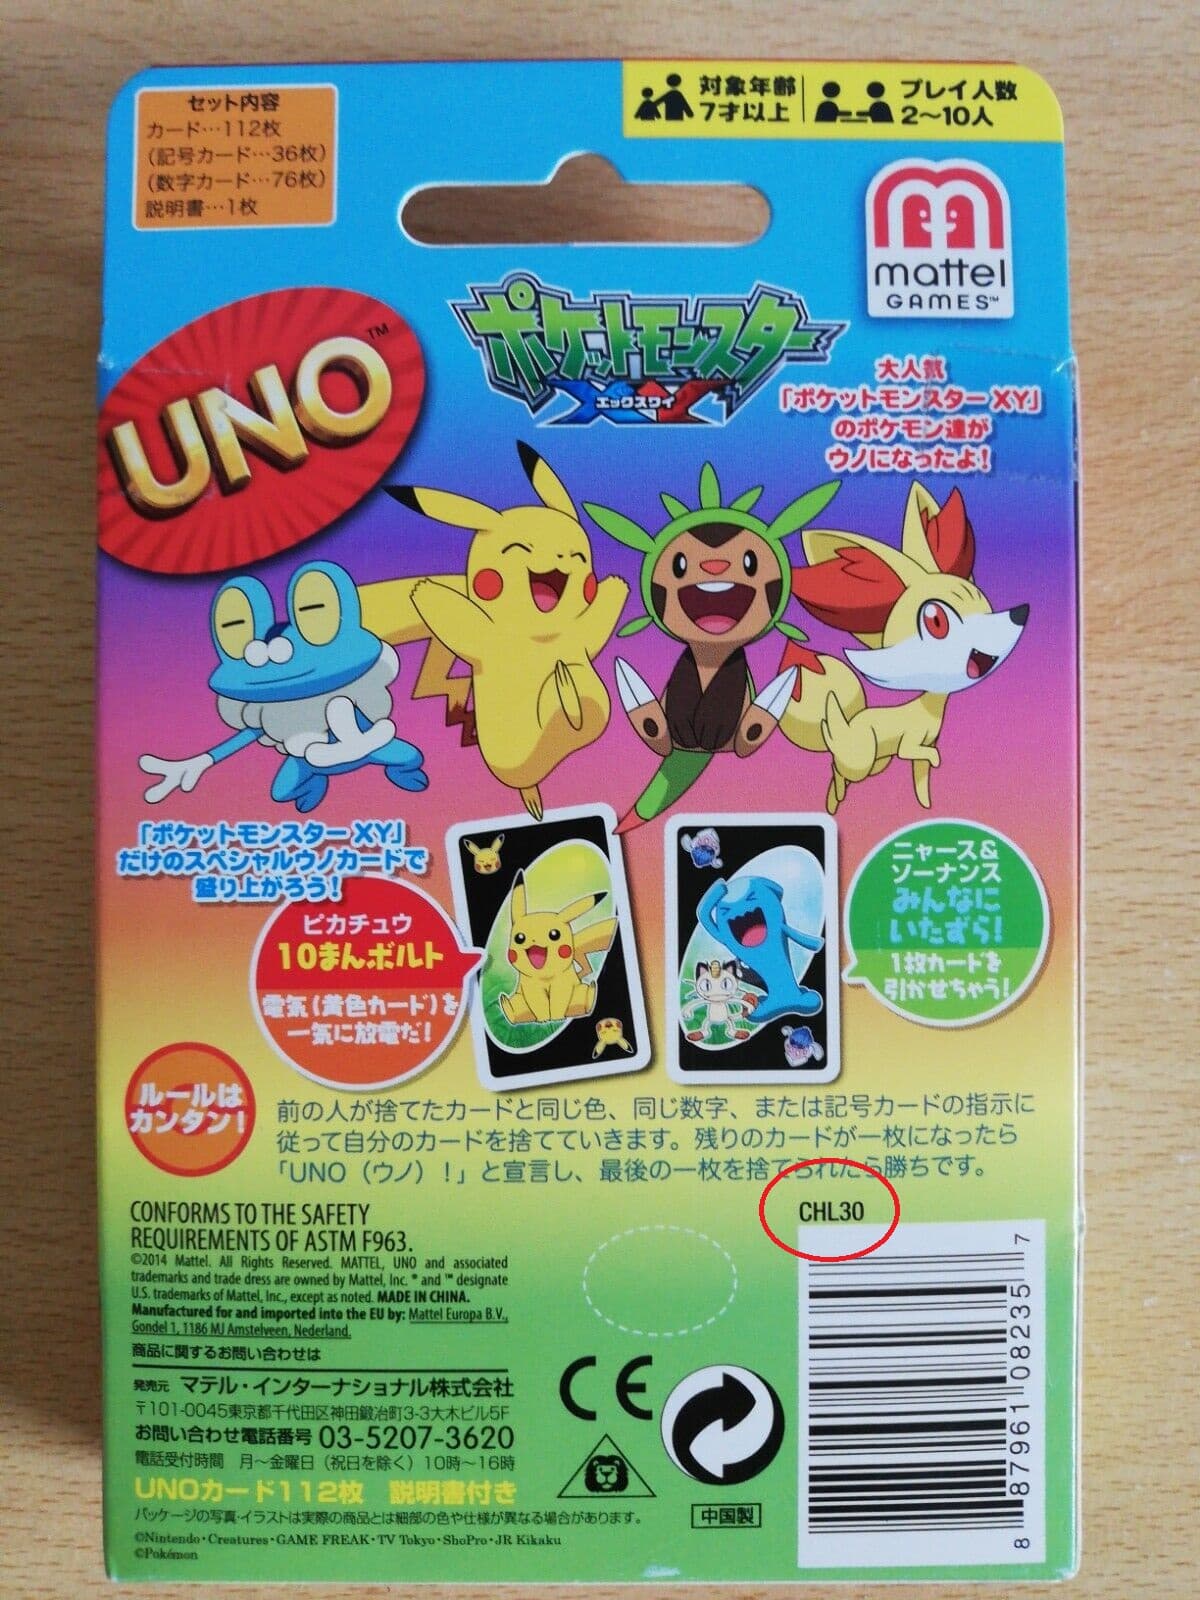 セット内容
カード…112枚
(記号カード…36枚)
(数字カード…76枚)
説明書…1枚
対象年齢
7才以上
プレイ人数
2〜10人
mattel
GAMES™
UNO™
ポケットモンスター
XY
エックスワイ
大人気
「ポケットモンスター XY」
のポケモン達が
ウノになったよ!
「ポケットモンスター XY」
だけのスペシャルウノカードで
盛り上がろう!
ピカチュウ
10まんボルト
電気(黄色カード)を
一気に放電だ!
ニャース&
ソーナンス
みんなに
いたずら!
1枚カードを
引かせちゃう!
ルールは
カンタン!
前の人が捨てたカードと同じ色、同じ数字、または記号カードの指示に
従って自分のカードを捨てていきます。残りのカードが一枚になったら
「UNO(ウノ)!」と宣言し、最後の一枚を捨てられたら勝ちです。
CONFORMS TO THE SAFETY
REQUIREMENTS OF ASTM F963.
©2014 Mattel. All Rights Reserved. MATTEL, UNO and associated
trademarks and trade dress are owned by Mattel, Inc. ® and ™ designate
U.S. trademarks of Mattel, Inc., except as noted. MADE IN CHINA.
Manufactured for and imported into the EU by: Mattel Europa B.V.,
Gondel 1, 1186 MJ Amstelveen, Nederland.
商品に関するお問い合わせは
発売元 マテル・インターナショナル株式会社
〒101-0045東京都千代田区神田鍛冶町3-3大木ビル5F
お問い合わせ電話番号 03-5207-3620
電話受付時間 月〜金曜日(祝日を除く)10時〜16時
UNOカード112枚 説明書付き
パッケージの写真・イラストは実際の商品とは細部の色や仕様が異なる場合があります。
©Nintendo・Creatures・GAME FREAK・TV Tokyo・ShoPro・JR Kikaku
©Pokémon
CE
中国製
CHL30
8 87961 08235 7